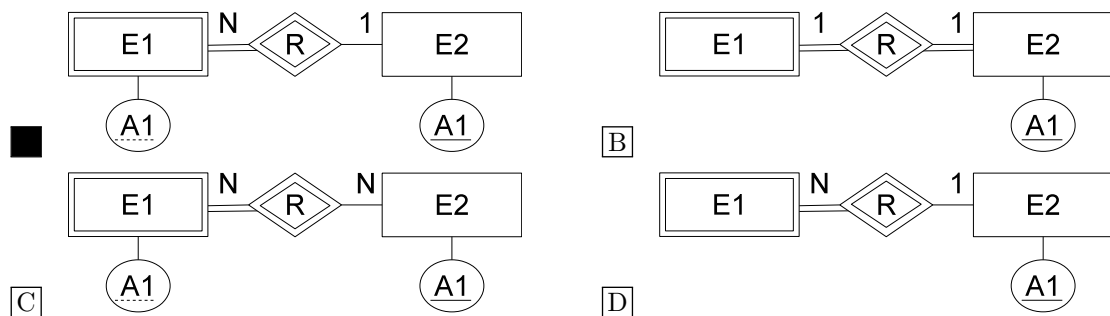 N 1 1 1
E1 R E2 E1 R E2
A1 A1 B A1
N N N 1
E1 R E2 E1 R E2
C A1 A1 D A1